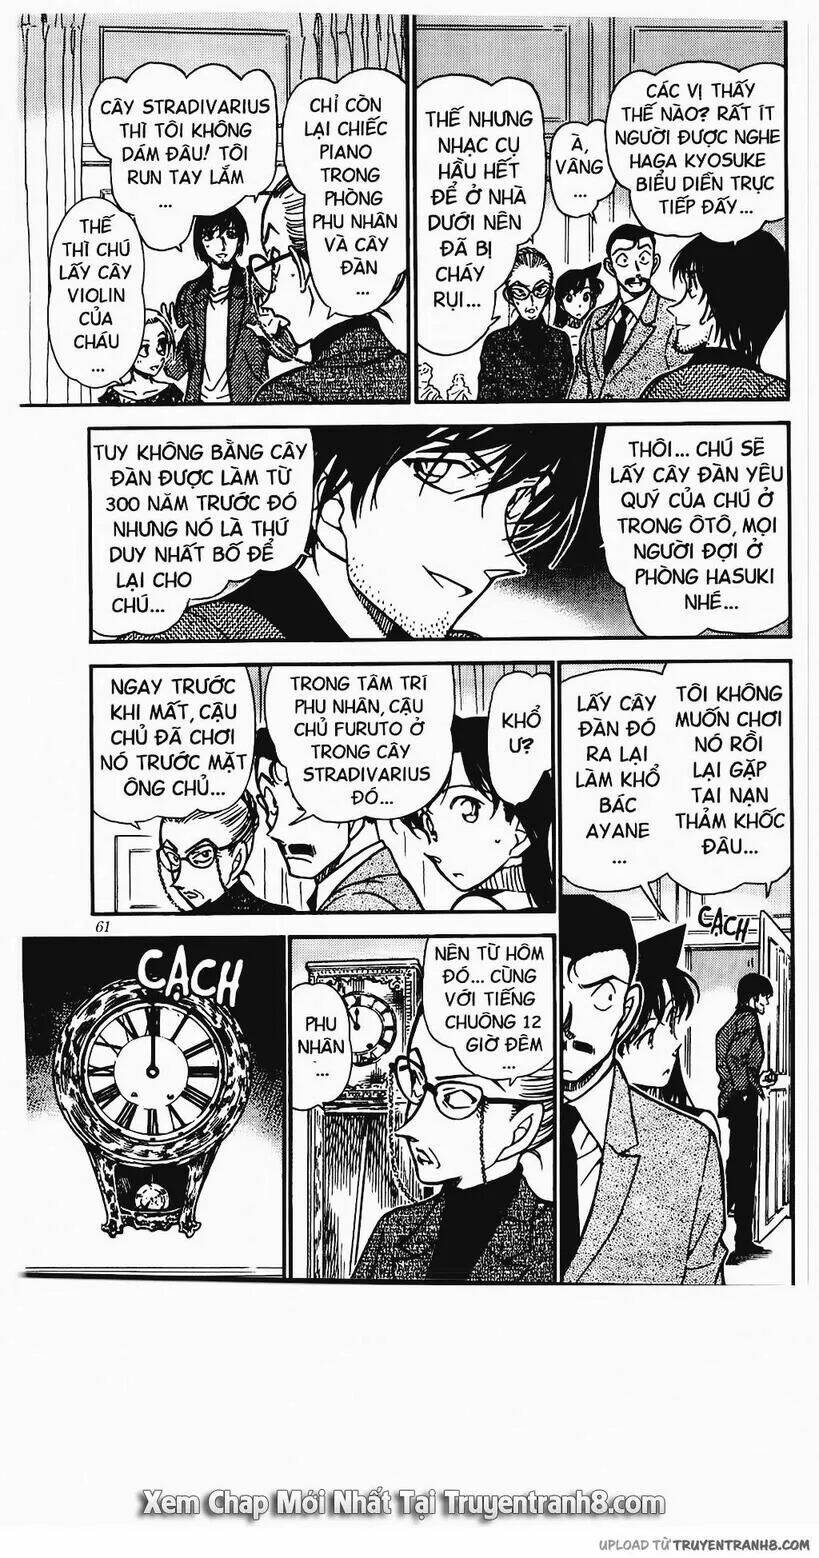 CÁC VỊ THẤY
THẾ NÀO? RẤT ÍT
NGƯỜI ĐƯỢC NGHE
HAGA KYOSUKE
BIỂU DIỄN TRỰC
TIẾP ĐẤY...
À,
VÂNG
...
THẾ NHƯNG
NHẠC CỤ
HẦU HẾT
ĐỂ Ở NHÀ
DƯỚI NÊN
ĐÃ BỊ
CHÁY
RỤI...
CHỈ CÒN
LẠI CHIẾC
PIANO
TRONG
PHÒNG
PHU NHÂN
VÀ CÂY
ĐÀN
...
CÂY STRADIVARIUS
THÌ TÔI KHÔNG
DÁM ĐÂU! TÔI
RUN TAY LẮM
...
THẾ
THÌ CHÚ
LẤY CÂY
VIOLIN
CỦA
CHÁU
...
THÔI... CHÚ SẼ
LẤY CÂY ĐÀN YÊU
QUÝ CỦA CHÚ Ở
TRONG ÔTÔ, MỌI
NGƯỜI ĐỢI Ở
PHÒNG HASUKI
NHÉ...
TUY KHÔNG BẰNG CÂY
ĐÀN ĐƯỢC LÀM TỪ
300 NĂM TRƯỚC ĐÓ
NHƯNG NÓ LÀ THỨ
DUY NHẤT BỐ ĐỂ
LẠI CHO
CHÚ...
TÔI KHÔNG
MUỐN CHƠI
NÓ RỒI
LẠI GẶP
TAI NẠN
THẢM KHỐC
ĐÂU...
LẤY CÂY
ĐÀN ĐÓ
RA LẠI
LÀM KHỔ
BÁC
AYANE
...
CẠCH
KHỔ
Ư?
TRONG TÂM TRÍ
PHU NHÂN, CẬU
CHỦ FURUTO Ở
TRONG CÂY
STRADIVARIUS
ĐÓ...
NGAY TRƯỚC
KHI MẤT, CẬU
CHỦ ĐÃ CHƠI
NÓ TRƯỚC MẶT
ÔNG CHỦ...
61
NÊN TỪ HÔM
ĐÓ... CÙNG
VỚI TIẾNG
CHUÔNG 12
GIỜ ĐÊM
...
PHU
NHÂN
...
CẠCH
Xem Chap Mới Nhất Tại Truyentranh8.com
UPLOAD TỪ TRUYENTRANH8.COM